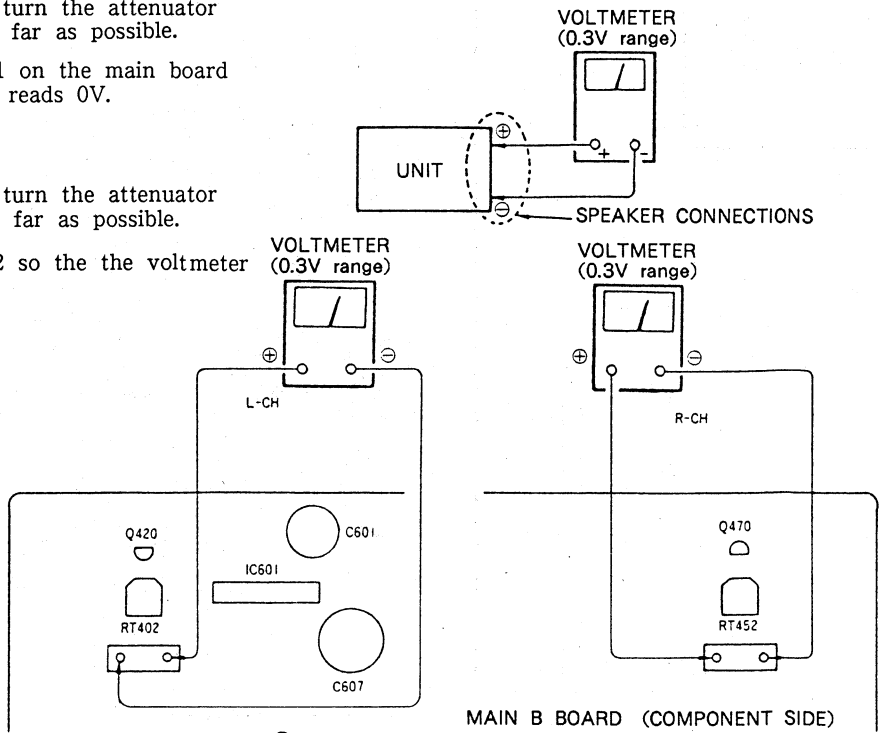 turn the attenuator
far as possible.
on the main board
reads 0V.
turn the attenuator
far as possible.
2 so the the voltmeter
VOLTMETER
(0.3V range)
UNIT
⊕
+
-
⊖
SPEAKER CONNECTIONS
VOLTMETER
(0.3V range)
⊕
⊖
L-CH
VOLTMETER
(0.3V range)
⊕
⊖
R-CH
Q420
C601
IC601
RT402
C607
Q470
RT452
MAIN B BOARD (COMPONENT SIDE)